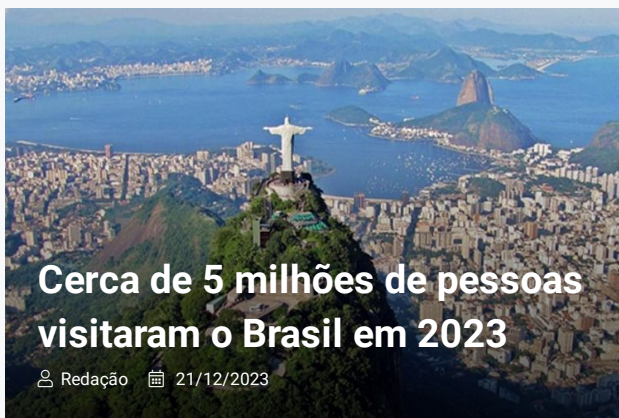 Cerca de 5 milhões de pessoas
visitaram o Brasil em 2023
Redação 21/12/2023